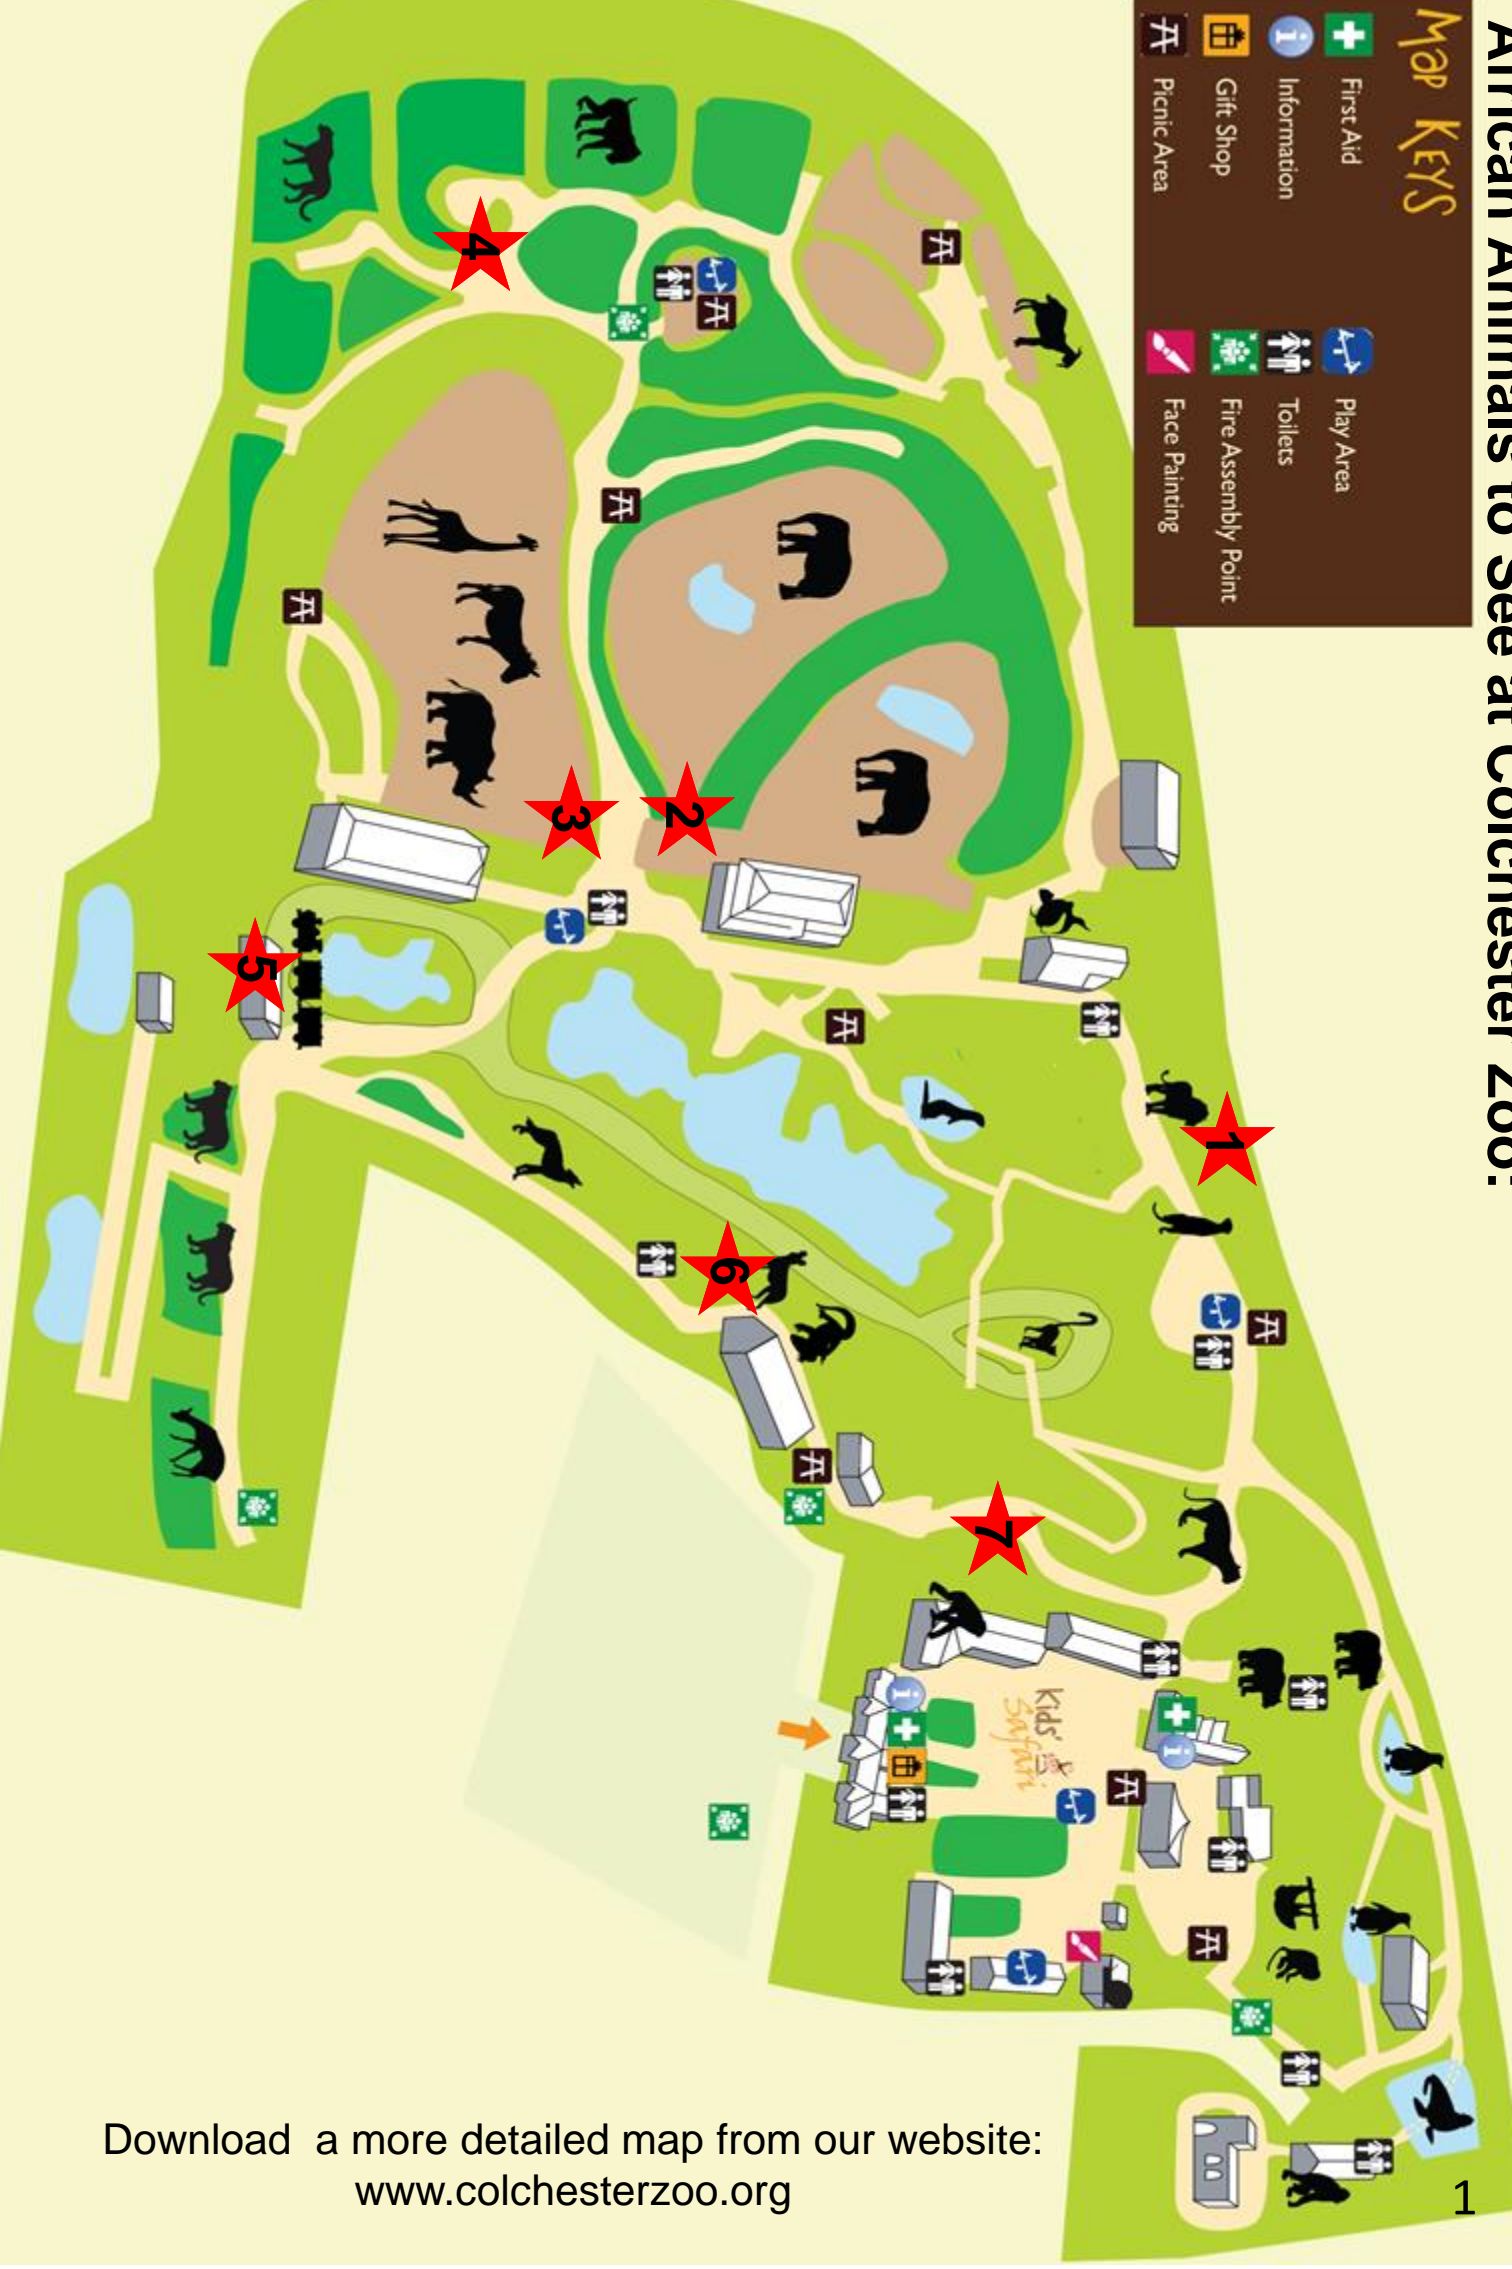 African Animals to See at Colchester Zoo:
Map Keys
First Aid
Information
Gift Shop
Picnic Area
Play Area
Toilets
Fire Assembly Point
Face Painting
1
2
3
4
5
6
7
Kids'
Safari
Download a more detailed map from our website:
www.colchesterzoo.org
1